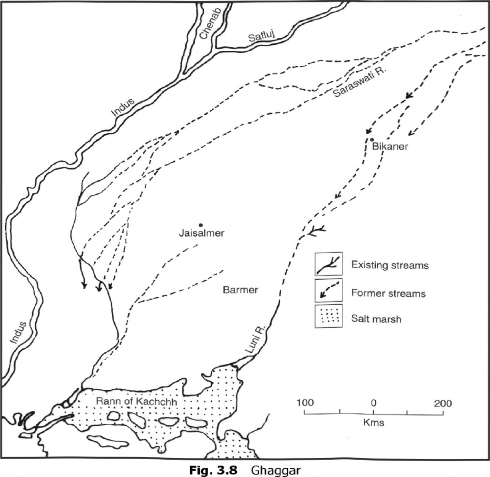 Chenab
Satluj
Indus
Saraswati R.
Bikaner
Jaisalmer
Barmer
Existing streams
Former streams
Salt marsh
Luni R.
Indus
Rann of Kachchh
100 0 200
Kms
Fig. 3.8 Ghaggar